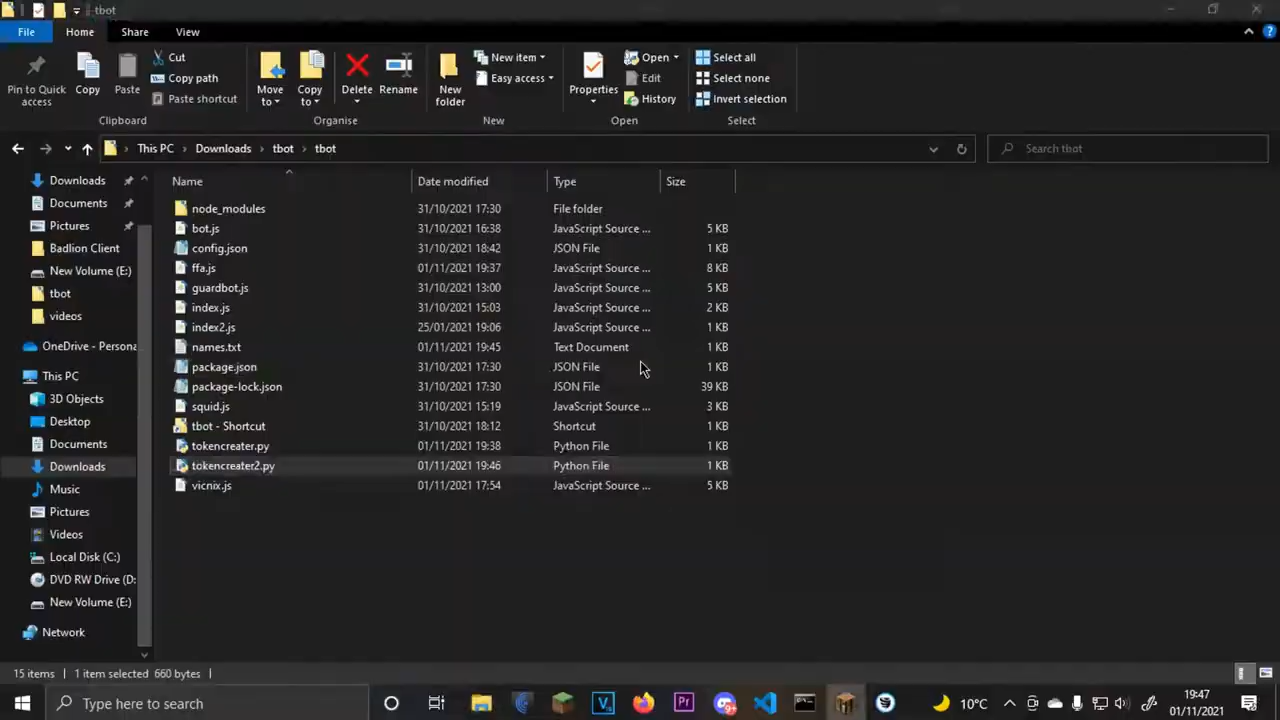 tbot
File Home Share View
Pin to Quick access
Copy
Paste
Cut
Copy path
Paste shortcut
Clipboard
Move to
Copy to
Delete
Rename
Organise
New folder
New item
Easy access
New
Properties
Open
Edit
History
Open
Select all
Select none
Invert selection
Select
This PC > Downloads > tbot > tbot
Search tbot
Name Date modified Type Size
node_modules 31/10/2021 17:30 File folder
bot.js 31/10/2021 16:38 JavaScript Source ... 5 KB
config.json 31/10/2021 18:42 JSON File 1 KB
ffa.js 01/11/2021 19:37 JavaScript Source ... 8 KB
guardbot.js 31/10/2021 13:00 JavaScript Source ... 5 KB
index.js 31/10/2021 15:03 JavaScript Source ... 2 KB
index2.js 25/01/2021 19:06 JavaScript Source ... 1 KB
names.txt 01/11/2021 19:45 Text Document 1 KB
package.json 31/10/2021 17:30 JSON File 1 KB
package-lock.json 31/10/2021 17:30 JSON File 39 KB
squid.js 31/10/2021 15:19 JavaScript Source ... 3 KB
tbot - Shortcut 31/10/2021 18:12 Shortcut 1 KB
tokencreater.py 01/11/2021 19:38 Python File 1 KB
tokencreater2.py 01/11/2021 19:46 Python File 1 KB
vicnix.js 01/11/2021 17:54 JavaScript Source ... 5 KB
Downloads
Documents
Pictures
Badlion Client
New Volume (E:)
tbot
videos
OneDrive - Persona
This PC
3D Objects
Desktop
Documents
Downloads
Music
Pictures
Videos
Local Disk (C:)
DVD RW Drive (D:
New Volume (E:)
Network
15 items 1 item selected 660 bytes
Type here to search
10°C
19:47
01/11/2021